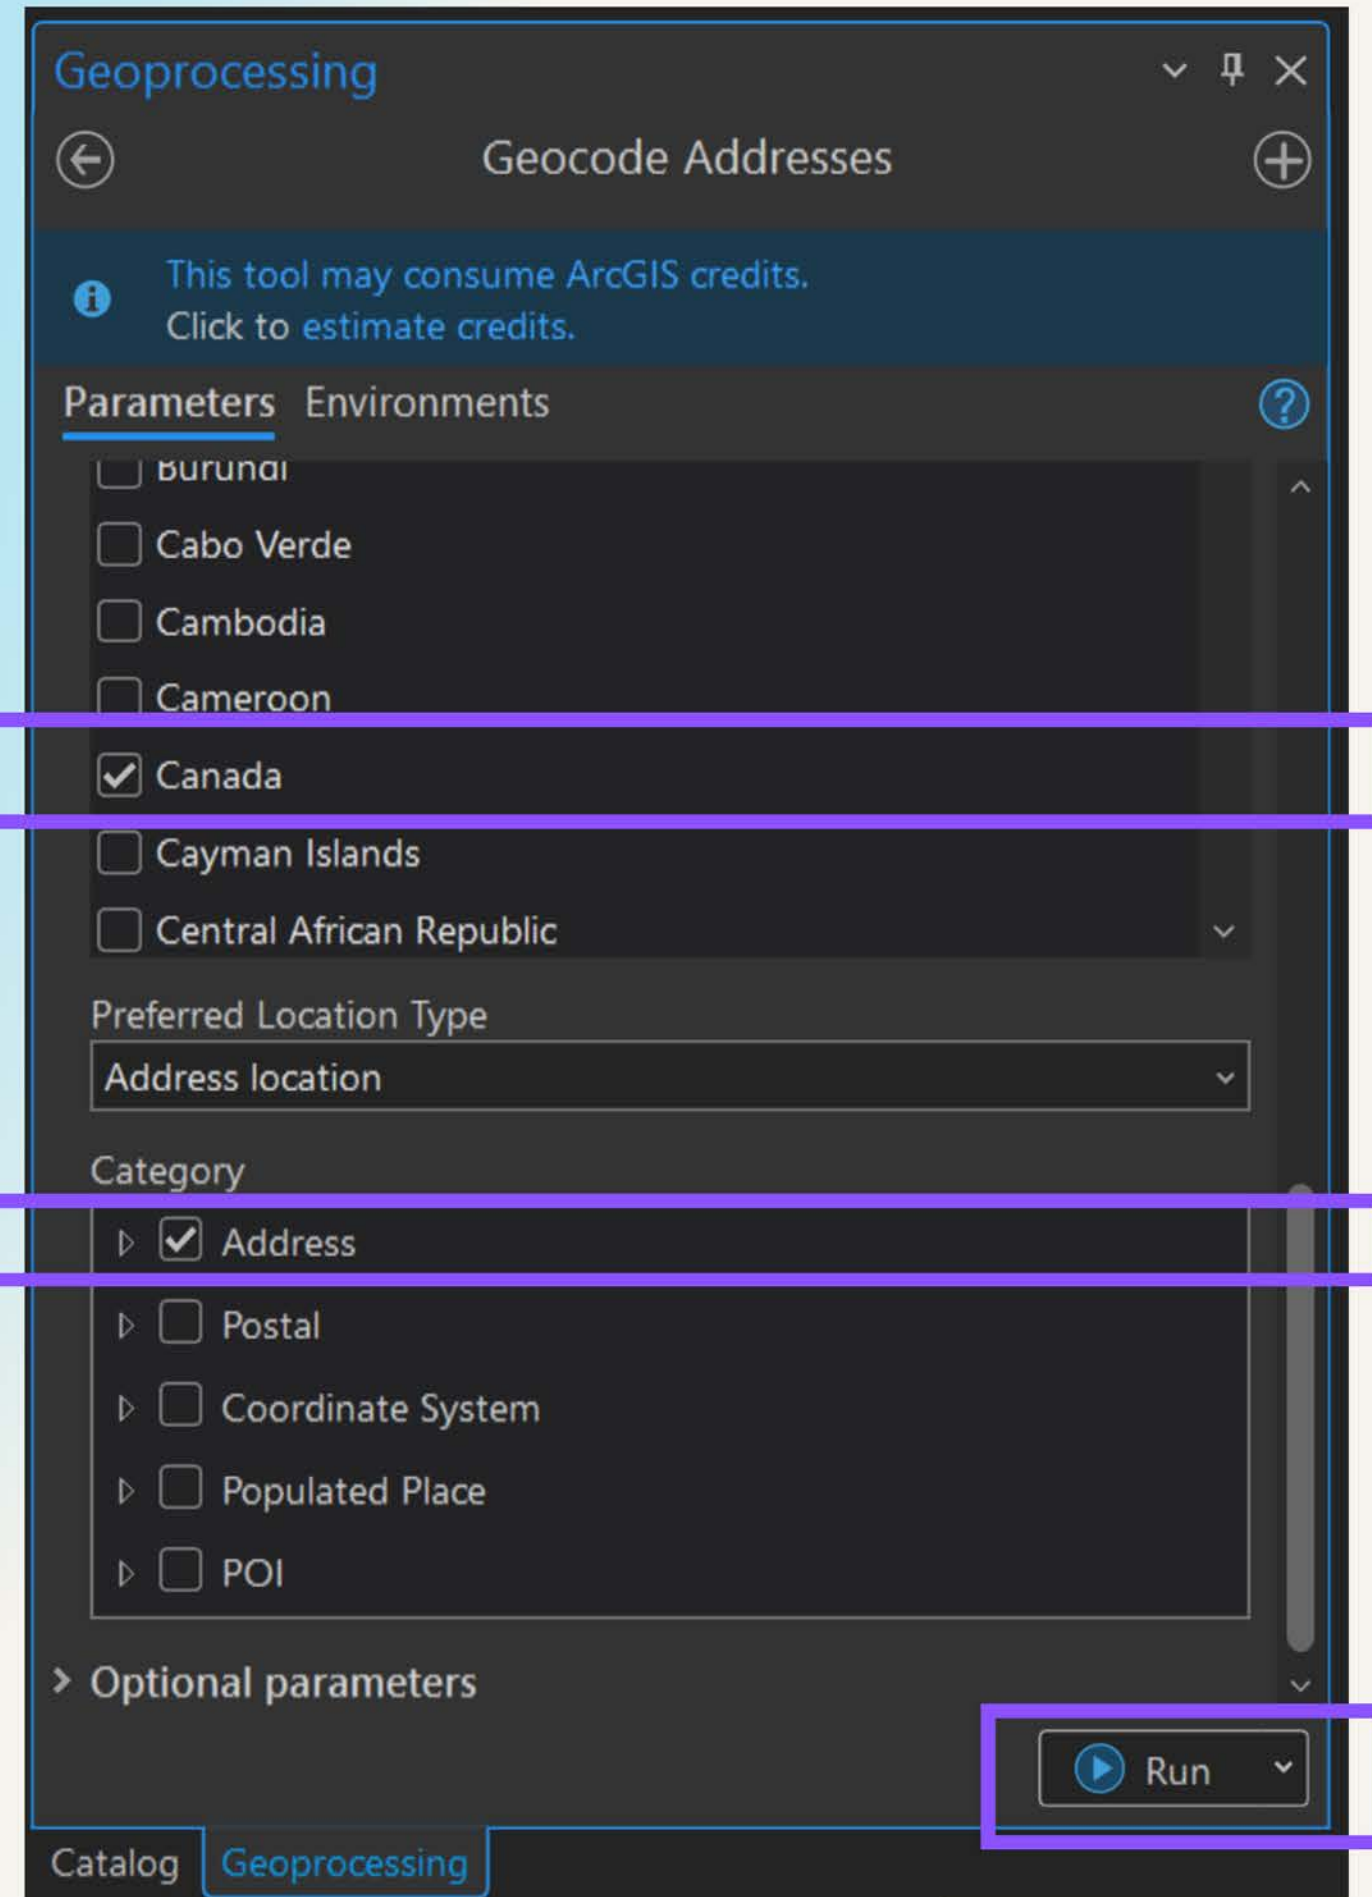 Geoprocessing
Geocode Addresses
This tool may consume ArcGIS credits.
Click to estimate credits.
Parameters Environments
Burundi
Cabo Verde
Cambodia
Cameroon
Canada
Cayman Islands
Central African Republic
Preferred Location Type
Address location
Category
Address
Postal
Coordinate System
Populated Place
POI
Optional parameters
Run
Catalog Geoprocessing